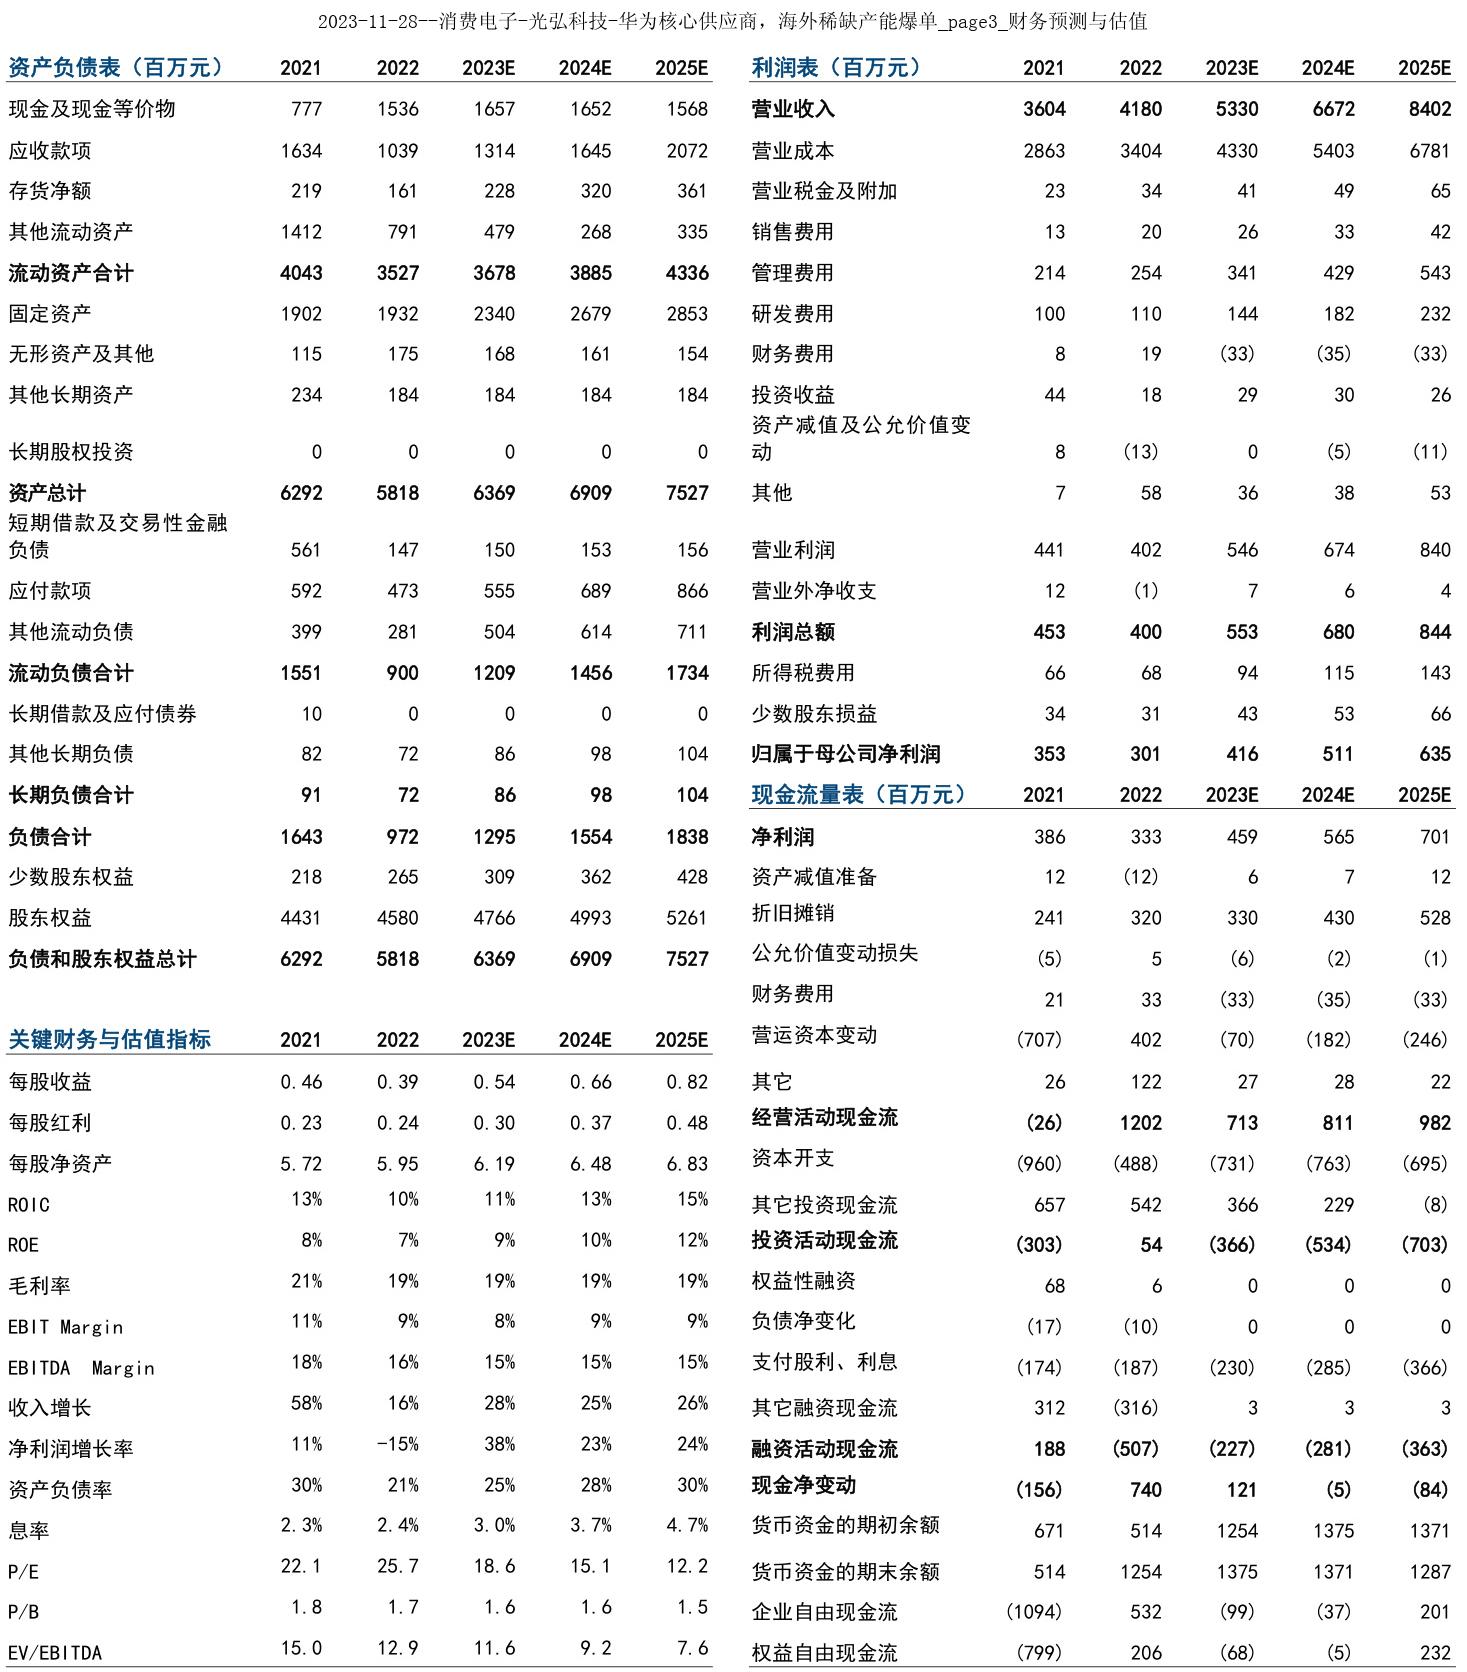 2023-11-28--消费电子-光弘科技-华为核心供应商，海外稀缺产能爆单_page3_财务预测与估值
资产负债表（百万元） 2021 2022 2023E 2024E 2025E
现金及现金等价物 777 1536 1657 1652 1568
应收款项 1634 1039 1314 1645 2072
存货净额 219 161 228 320 361
其他流动资产 1412 791 479 268 335
流动资产合计 4043 3527 3678 3885 4336
固定资产 1902 1932 2340 2679 2853
无形资产及其他 115 175 168 161 154
其他长期资产 234 184 184 184 184
长期股权投资 0 0 0 0 0
资产总计 6292 5818 6369 6909 7527
短期借款及交易性金融
负债 561 147 150 153 156
应付款项 592 473 555 689 866
其他流动负债 399 281 504 614 711
流动负债合计 1551 900 1209 1456 1734
长期借款及应付债券 10 0 0 0 0
其他长期负债 82 72 86 98 104
长期负债合计 91 72 86 98 104
负债合计 1643 972 1295 1554 1838
少数股东权益 218 265 309 362 428
股东权益 4431 4580 4766 4993 5261
负债和股东权益总计 6292 5818 6369 6909 7527
关键财务与估值指标 2021 2022 2023E 2024E 2025E
每股收益 0.46 0.39 0.54 0.66 0.82
每股红利 0.23 0.24 0.30 0.37 0.48
每股净资产 5.72 5.95 6.19 6.48 6.83
ROIC 13% 10% 11% 13% 15%
ROE 8% 7% 9% 10% 12%
毛利率 21% 19% 19% 19% 19%
EBIT Margin 11% 9% 8% 9% 9%
EBITDA Margin 18% 16% 15% 15% 15%
收入增长 58% 16% 28% 25% 26%
净利润增长率 11% -15% 38% 23% 24%
资产负债率 30% 21% 25% 28% 30%
息率 2.3% 2.4% 3.0% 3.7% 4.7%
P/E 22.1 25.7 18.6 15.1 12.2
P/B 1.8 1.7 1.6 1.6 1.5
EV/EBITDA 15.0 12.9 11.6 9.2 7.6
利润表（百万元） 2021 2022 2023E 2024E 2025E
营业收入 3604 4180 5330 6672 8402
营业成本 2863 3404 4330 5403 6781
营业税金及附加 23 34 41 49 65
销售费用 13 20 26 33 42
管理费用 214 254 341 429 543
研发费用 100 110 144 182 232
财务费用 8 19 (33) (35) (33)
投资收益 44 18 29 30 26
资产减值及公允价值变
动 8 (13) 0 (5) (11)
其他 7 58 36 38 53
营业利润 441 402 546 674 840
营业外净收支 12 (1) 7 6 4
利润总额 453 400 553 680 844
所得税费用 66 68 94 115 143
少数股东损益 34 31 43 53 66
归属于母公司净利润 353 301 416 511 635
现金流量表（百万元） 2021 2022 2023E 2024E 2025E
净利润 386 333 459 565 701
资产减值准备 12 (12) 6 7 12
折旧摊销 241 320 330 430 528
公允价值变动损失 (5) 5 (6) (2) (1)
财务费用 21 33 (33) (35) (33)
营运资本变动 (707) 402 (70) (182) (246)
其它 26 122 27 28 22
经营活动现金流 (26) 1202 713 811 982
资本开支 (960) (488) (731) (763) (695)
其它投资现金流 657 542 366 229 (8)
投资活动现金流 (303) 54 (366) (534) (703)
权益性融资 68 6 0 0 0
负债净变化 (17) (10) 0 0 0
支付股利、利息 (174) (187) (230) (285) (366)
其它融资现金流 312 (316) 3 3 3
融资活动现金流 188 (507) (227) (281) (363)
现金净变动 (156) 740 121 (5) (84)
货币资金的期初余额 671 514 1254 1375 1371
货币资金的期末余额 514 1254 1375 1371 1287
企业自由现金流 (1094) 532 (99) (37) 201
权益自由现金流 (799) 206 (68) (5) 232